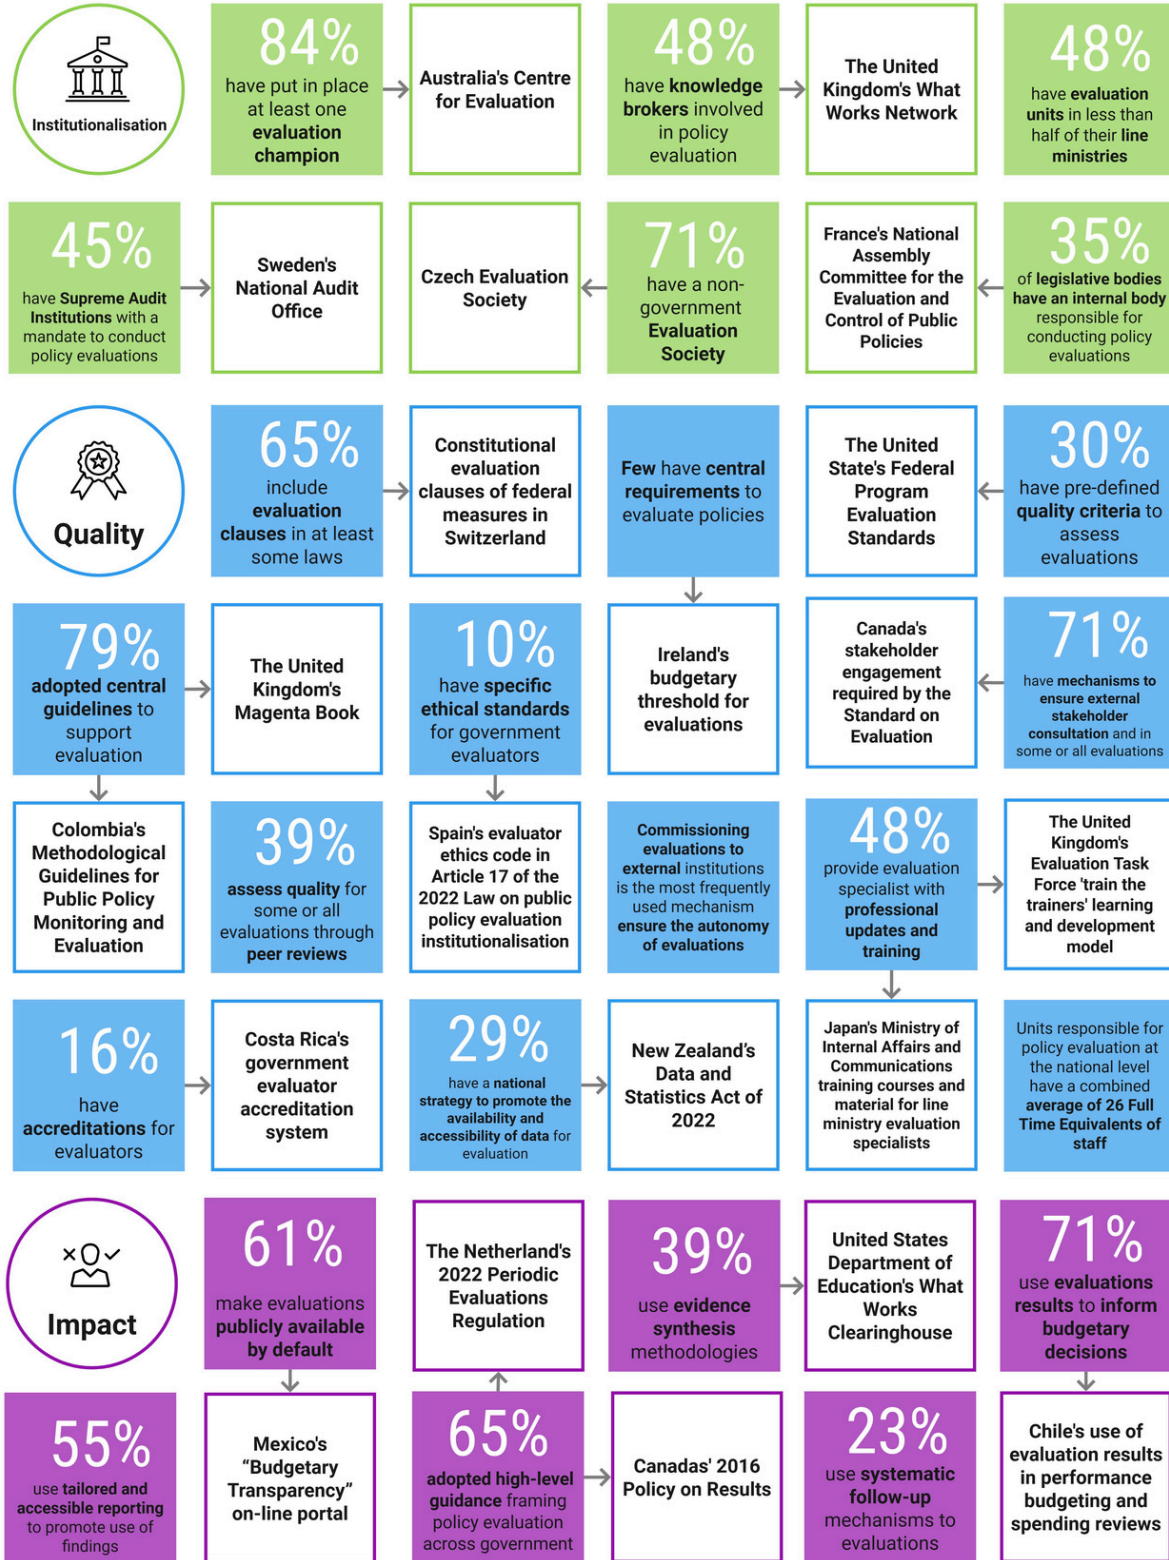 Institutionalisation
84%
have put in place
at least one
evaluation
champion
Australia's Centre
for Evaluation
48%
have knowledge
brokers involved
in policy
evaluation
The United
Kingdom's What
Works Network
48%
have evaluation
units in less than
half of their line
ministries
45%
have Supreme Audit
Institutions with a
mandate to conduct
policy evaluations
Sweden's
National Audit
Office
Czech Evaluation
Society
71%
have a non-
government
Evaluation
Society
France's National
Assembly
Committee for the
Evaluation and
Control of Public
Policies
35%
of legislative bodies
have an internal body
responsible for
conducting policy
evaluations
Quality
65%
include
evaluation
clauses in at least
some laws
Constitutional
evaluation
clauses of federal
measures in
Switzerland
Few have central
requirements to
evaluate policies
The United
State's Federal
Program
Evaluation
Standards
30%
have pre-defined
quality criteria to
assess
evaluations
79%
adopted central
guidelines to
support
evaluation
The United
Kingdom's
Magenta Book
10%
have specific
ethical standards
for government
evaluators
Ireland's
budgetary
threshold for
evaluations
Canada's
stakeholder
engagement
required by the
Standard on
Evaluation
71%
have mechanisms to
ensure external
stakeholder
consultation and in
some or all evaluations
Colombia's
Methodological
Guidelines for
Public Policy
Monitoring and
Evaluation
39%
assess quality for
some or all
evaluations through
peer reviews
Spain's evaluator
ethics code in
Article 17 of the
2022 Law on public
policy evaluation
institutionalisation
Commissioning
evaluations to
external institutions
is the most frequently
used mechanism
ensure the autonomy
of evaluations
48%
provide evaluation
specialist with
professional
updates and
training
The United
Kingdom's
Evaluation Task
Force 'train the
trainers' learning
and development
model
16%
have
accreditations for
evaluators
Costa Rica's
government
evaluator
accreditation
system
29%
have a national
strategy to promote the
availability and
accessibility of data for
evaluation
New Zealand’s
Data and
Statistics Act of
2022
Japan's Ministry of
Internal Affairs and
Communications
training courses and
material for line
ministry evaluation
specialists
Units responsible for
policy evaluation at
the national level
have a combined
average of 26 Full
Time Equivalents of
staff
Impact
61%
make evaluations
publicly available
by default
The Netherland's
2022 Periodic
Evaluations
Regulation
39%
use evidence
synthesis
methodologies
United States
Department of
Education's What
Works
Clearinghouse
71%
use evaluations
results to inform
budgetary
decisions
55%
use tailored and
accessible reporting
to promote use of
findings
Mexico's
“Budgetary
Transparency”
on-line portal
65%
adopted high-level
guidance framing
policy evaluation
across government
Canadas' 2016
Policy on Results
23%
use systematic
follow-up
mechanisms to
evaluations
Chile's use of
evaluation results
in performance
budgeting and
spending reviews